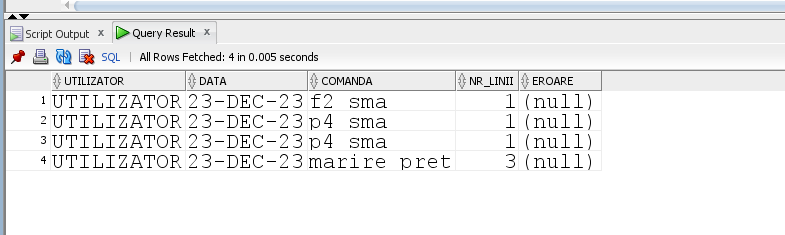 Script Output x Query Result x
SQL | All Rows Fetched: 4 in 0.005 seconds
UTILIZATOR DATA COMANDA NR_LINII EROARE
1 UTILIZATOR 23-DEC-23 f2 sma 1 (null)
2 UTILIZATOR 23-DEC-23 p4 sma 1 (null)
3 UTILIZATOR 23-DEC-23 p4 sma 1 (null)
4 UTILIZATOR 23-DEC-23 marire pret 3 (null)